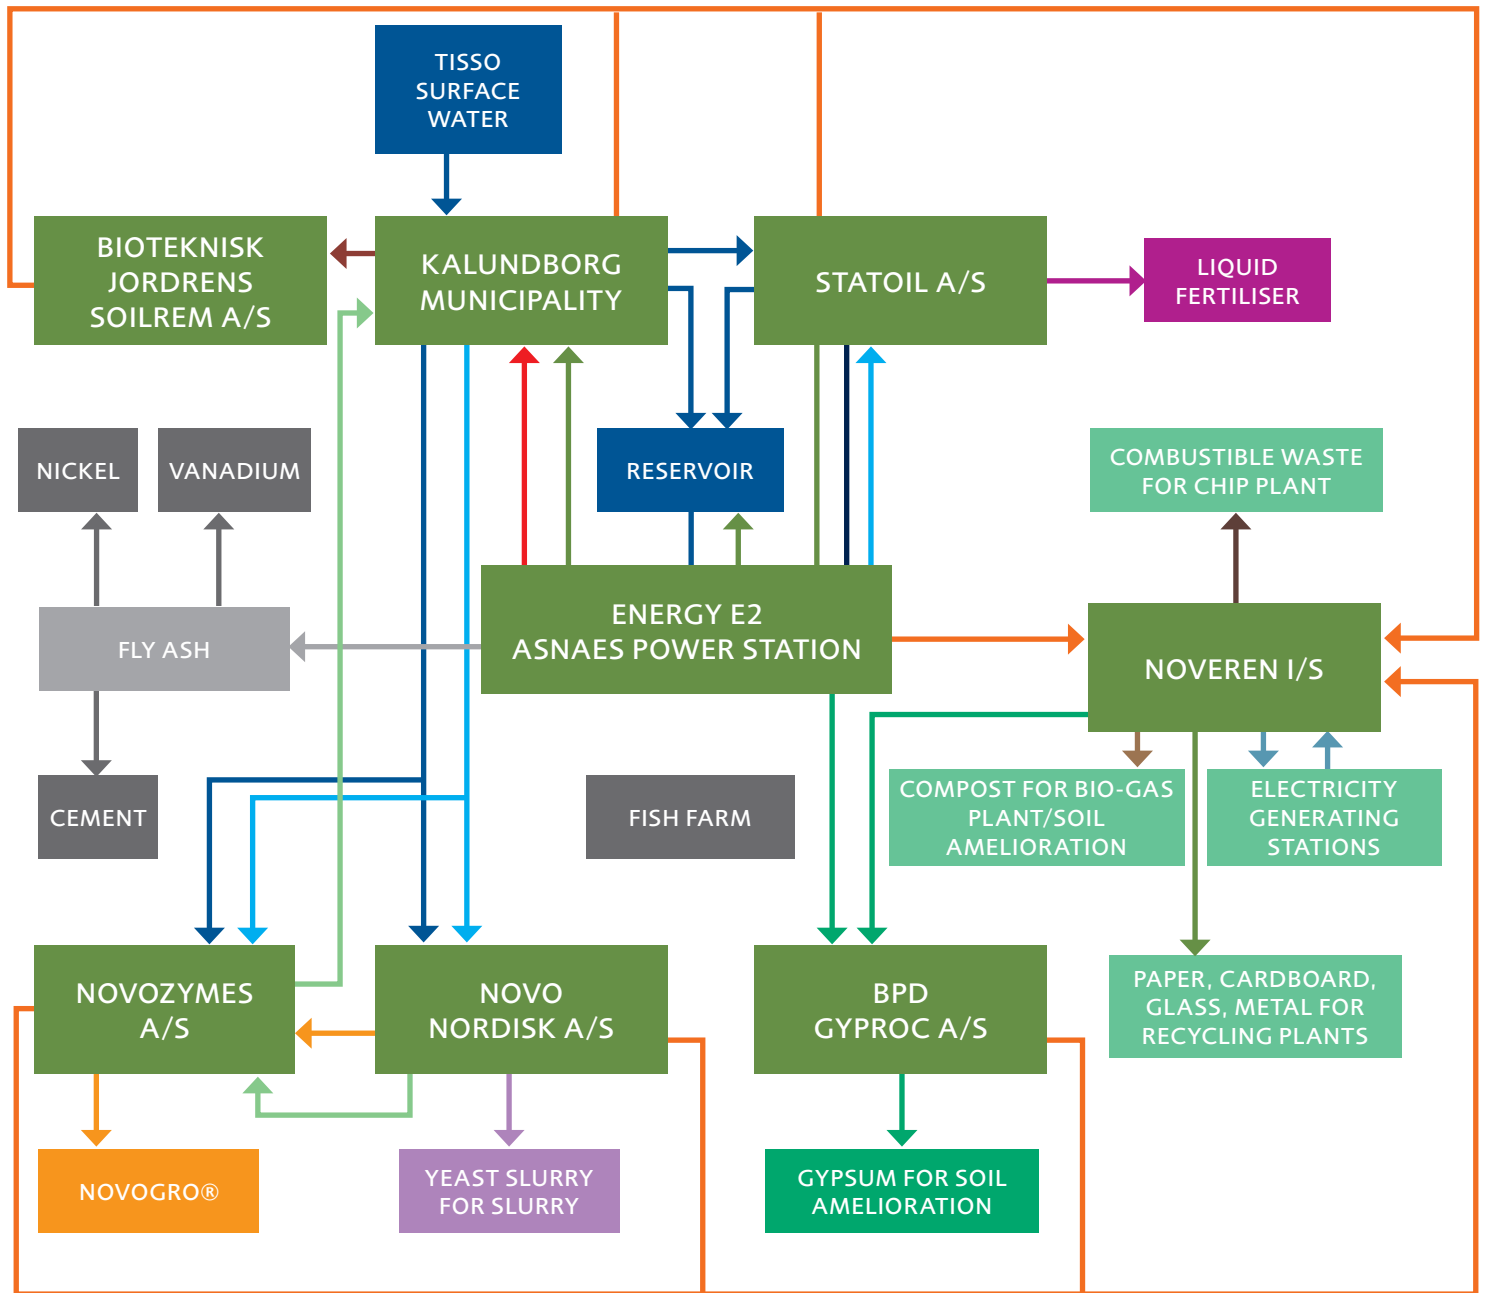 TISSO
SURFACE
WATER
BIOTEKNISK
JORDRENS
SOILREM A/S
KALUNDBORG
MUNICIPALITY
STATOIL A/S
LIQUID
FERTILISER
NICKEL
VANADIUM
RESERVOIR
COMBUSTIBLE WASTE
FOR CHIP PLANT
FLY ASH
ENERGY E2
ASNAES POWER STATION
NOVEREN I/S
CEMENT
FISH FARM
COMPOST FOR BIO-GAS
PLANT/SOIL
AMELIORATION
ELECTRICITY
GENERATING
STATIONS
NOVOZYMES
A/S
NOVO
NORDISK A/S
BPD
GYPROC A/S
PAPER, CARDBOARD,
GLASS, METAL FOR
RECYCLING PLANTS
NOVOGRO®
YEAST SLURRY
FOR SLURRY
GYPSUM FOR SOIL
AMELIORATION